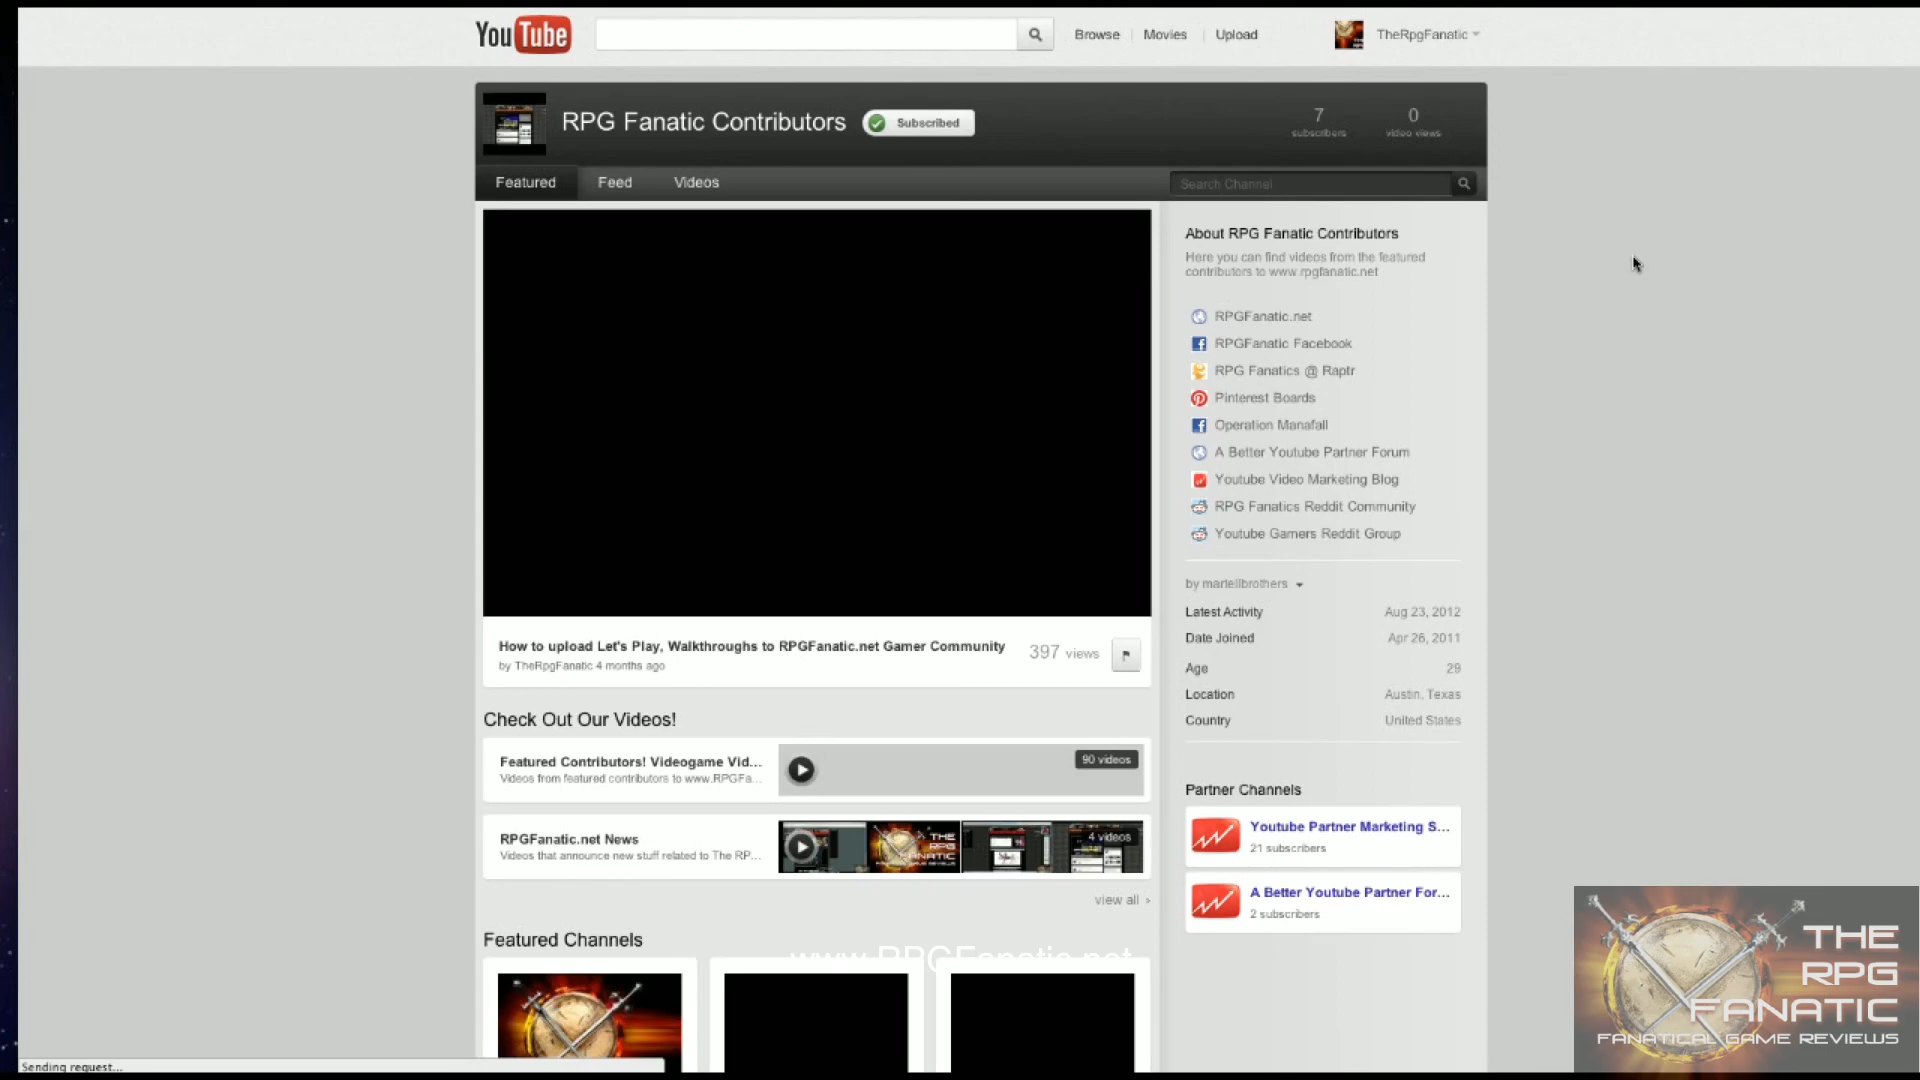 YouTube
Browse
Movies
Upload
TheRpgFanatic
RPG Fanatic Contributors
Subscribed
7
subscribers
0
video views
Featured
Feed
Videos
Search Channel
How to upload Let's Play, Walkthroughs to RPGFanatic.net Gamer Community
by TheRpgFanatic 4 months ago
397 views
Check Out Our Videos!
Featured Contributors! Videogame Vid...
Videos from featured contributors to www.RPGFa...
90 videos
RPGFanatic.net News
Videos that announce new stuff related to The RP...
THE
RPG
FANATIC
4 videos
view all
Featured Channels
www.RPGFanatic.net
About RPG Fanatic Contributors
Here you can find videos from the featured
contributors to www.rpgfanatic.net
RPGFanatic.net
RPGFanatic Facebook
RPG Fanatics @ Raptr
Pinterest Boards
Operation Manafall
A Better Youtube Partner Forum
Youtube Video Marketing Blog
RPG Fanatics Reddit Community
Youtube Gamers Reddit Group
by martellbrothers
Latest Activity Aug 23, 2012
Date Joined Apr 26, 2011
Age 29
Location Austin, Texas
Country United States
Partner Channels
Youtube Partner Marketing S...
21 subscribers
A Better Youtube Partner For...
2 subscribers
THE
RPG
FANATIC
FANATICAL GAME REVIEWS
Sending request...